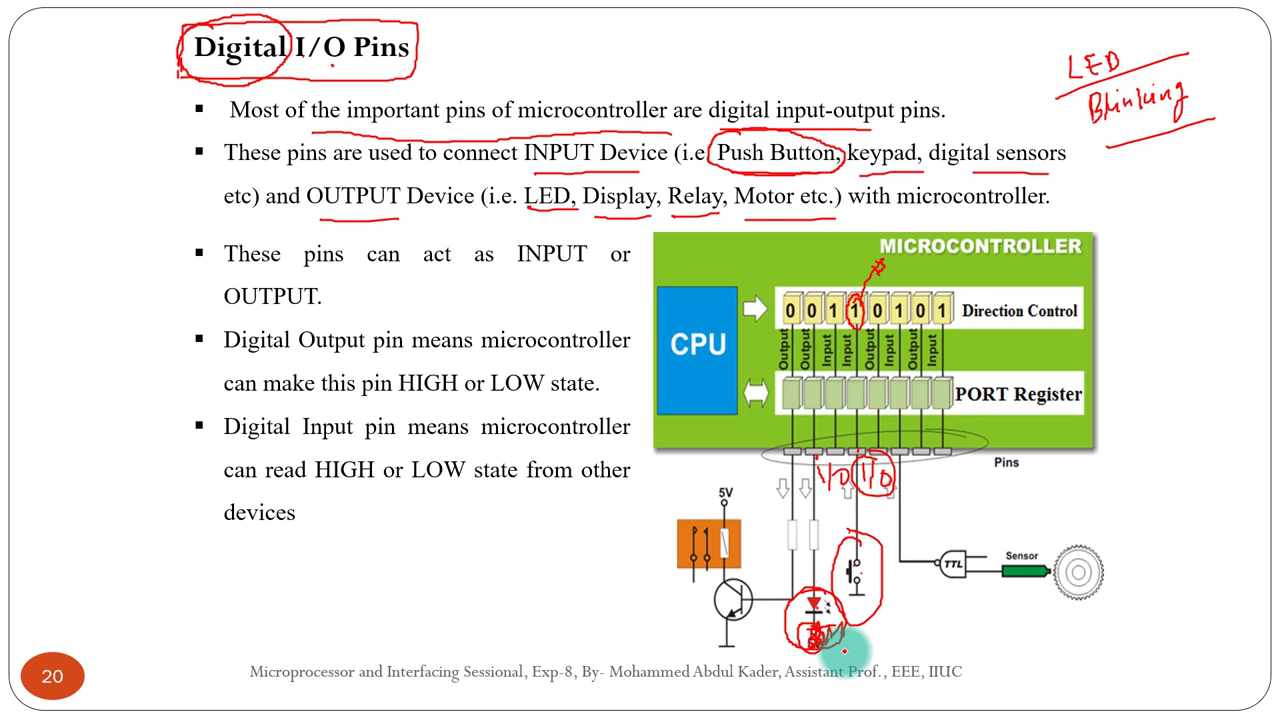 Digital I/O Pins
LED
Blinking
▪ Most of the important pins of microcontroller are digital input-output pins.
▪ These pins are used to connect INPUT Device (i.e Push Button, keypad, digital sensors
etc) and OUTPUT Device (i.e. LED, Display, Relay, Motor etc.) with microcontroller.
▪ These pins can act as INPUT or
OUTPUT.
▪ Digital Output pin means microcontroller
can make this pin HIGH or LOW state.
▪ Digital Input pin means microcontroller
can read HIGH or LOW state from other
devices
MICROCONTROLLER
CPU
0 0 1 1 0 1 0 1 Direction Control
Output Output Input Input Output Input Output Input
PORT Register
Pins
I/O I/O
5V
TTL
Sensor
20
Microprocessor and Interfacing Sessional, Exp-8, By- Mohammed Abdul Kader, Assistant Prof., EEE, IIUC